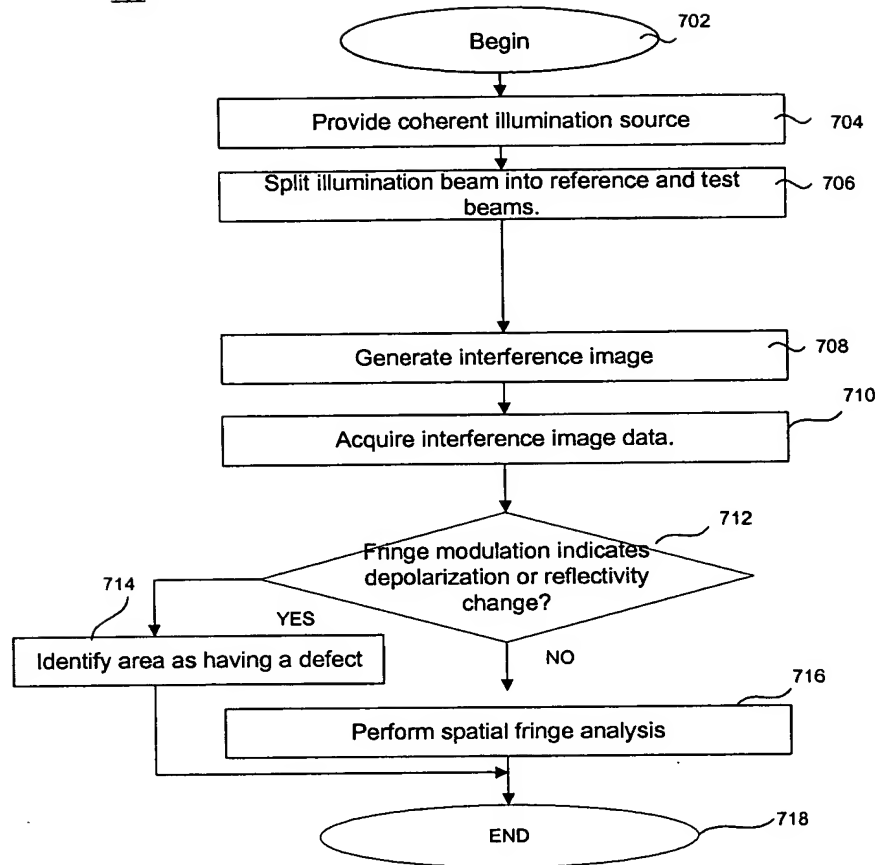 702
Begin
Provide coherent illumination source
704
Split illumination beam into reference and test
beams.
706
Generate interference image
708
710
Acquire interference image data.
712
Fringe modulation indicates
depolarization or reflectivity
change?
714
YES
Identify area as having a defect
NO
716
Perform spatial fringe analysis
END
718